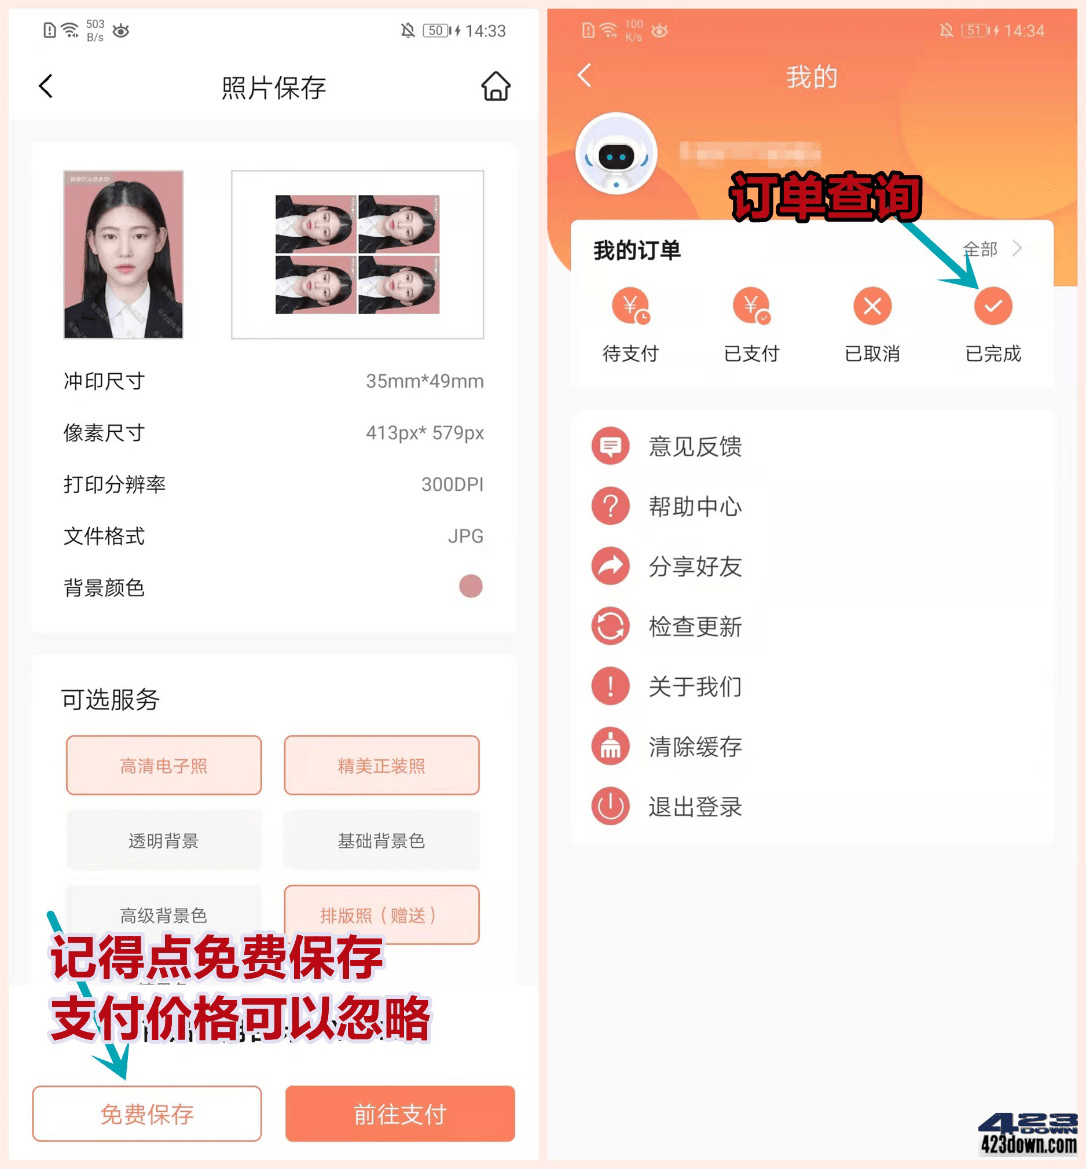 503
B/s
50
14:33
照片保存
冲印尺寸
35mm*49mm
像素尺寸
413px* 579px
打印分辨率
300DPI
文件格式
JPG
背景颜色
可选服务
高清电子照
精美正装照
透明背景
基础背景色
高级背景色
排版照（赠送）
记得点免费保存
支付价格可以忽略
免费保存
前往支付
100
K/s
51
14:34
我的
订单查询
我的订单
全部
待支付
已支付
已取消
已完成
意见反馈
帮助中心
分享好友
检查更新
关于我们
清除缓存
退出登录
423
DOWN
423down.com